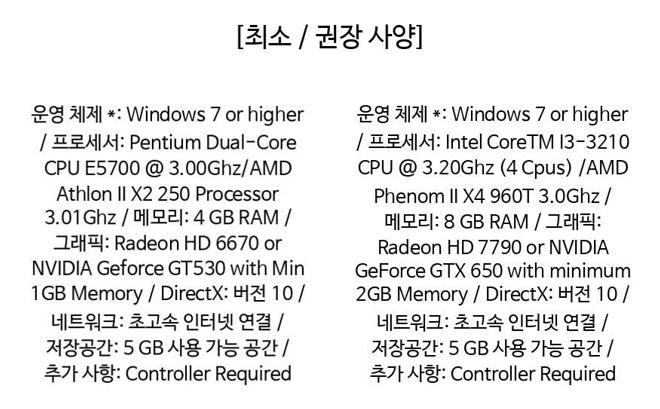 [최소 / 권장 사양]
운영 체제 *: Windows 7 or higher
/ 프로세서: Pentium Dual-Core
CPU E5700 @ 3.00Ghz/AMD
Athlon II X2 250 Processor
3.01Ghz / 메모리: 4 GB RAM /
그래픽: Radeon HD 6670 or
NVIDIA Geforce GT530 with Min
1GB Memory / DirectX: 버전 10 /
네트워크: 초고속 인터넷 연결 /
저장공간: 5 GB 사용 가능 공간 /
추가 사항: Controller Required
운영 체제 *: Windows 7 or higher
/ 프로세서: Intel CoreTM I3-3210
CPU @ 3.20Ghz (4 Cpus) /AMD
Phenom II X4 960T 3.0Ghz /
메모리: 8 GB RAM / 그래픽:
Radeon HD 7790 or NVIDIA
GeForce GTX 650 with minimum
2GB Memory / DirectX: 버전 10 /
네트워크: 초고속 인터넷 연결 /
저장공간: 5 GB 사용 가능 공간 /
추가 사항: Controller Required